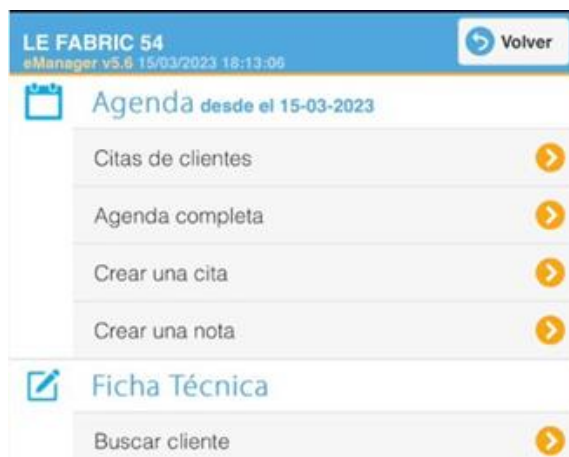 LE FABRIC 54
eManager v5.6 15/03/2023 18:13:06
Volver
Agenda desde el 15-03-2023
Citas de clientes
Agenda completa
Crear una cita
Crear una nota
Ficha Técnica
Buscar cliente